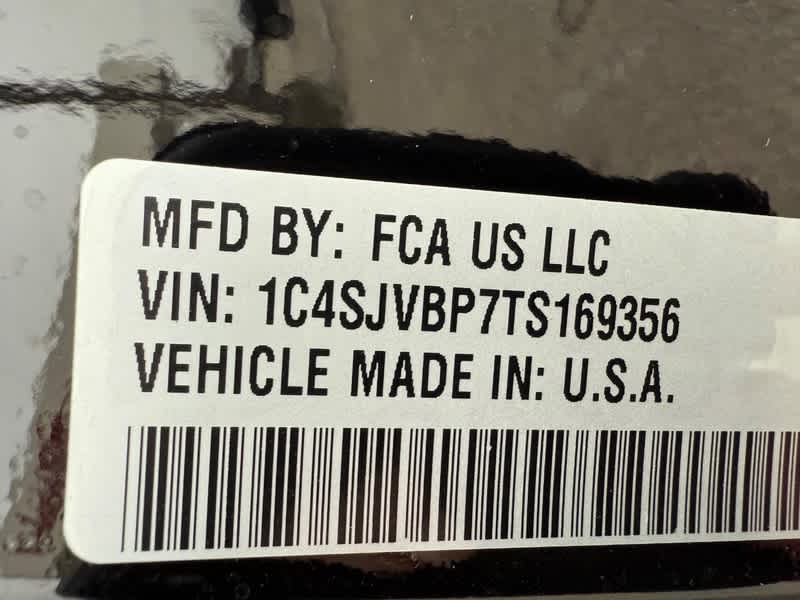 MFD BY: FCA US LLC
VIN: 1C4SJVBP7TS169356
VEHICLE MADE IN: U.S.A.